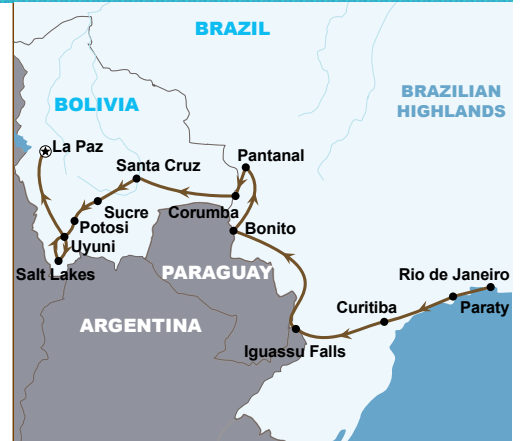 BRAZIL
BRAZILIAN
HIGHLANDS
BOLIVIA
La Paz
Pantanal
Santa Cruz
Corumba
Sucre
Potosi
Bonito
Uyuni
Salt Lakes
PARAGUAY
Rio de Janeiro
Curitiba
Paraty
ARGENTINA
Iguassu Falls